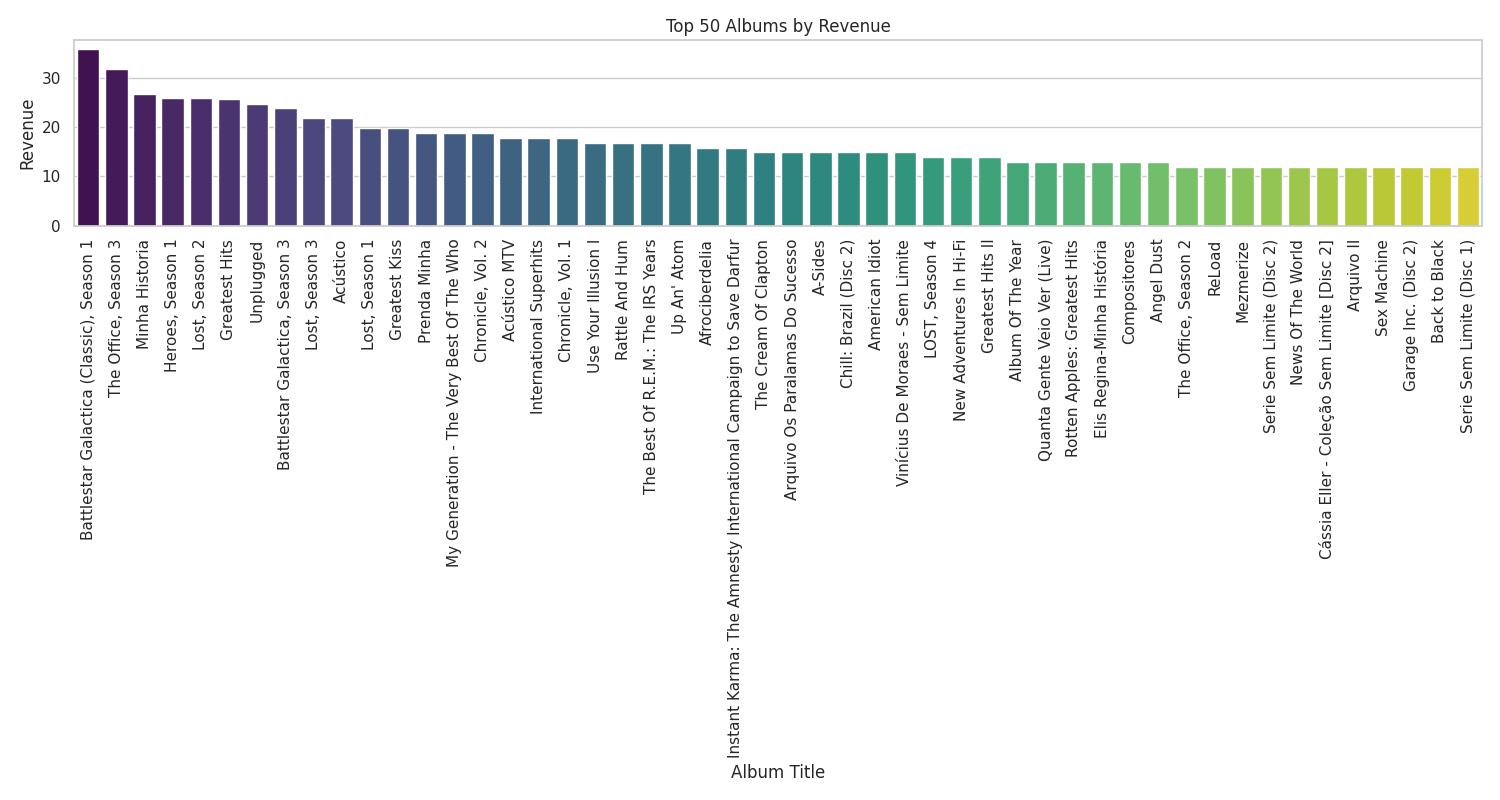 Top 50 Albums by Revenue
Revenue
30
20
10
0
Battlestar Galactica (Classic), Season 1
The Office, Season 3
Minha Historia
Heroes, Season 1
Lost, Season 2
Greatest Hits
Unplugged
Battlestar Galactica, Season 3
Lost, Season 3
Acústico
Lost, Season 1
Greatest Kiss
Prenda Minha
My Generation - The Very Best Of The Who
Chronicle, Vol. 2
Acústico MTV
International Superhits
Chronicle, Vol. 1
Use Your Illusion I
Rattle And Hum
The Best Of R.E.M.: The IRS Years
Up An' Atom
Afrociberdelia
Instant Karma: The Amnesty International Campaign to Save Darfur
The Cream Of Clapton
Arquivo Os Paralamas Do Sucesso
A-Sides
Chill: Brazil (Disc 2)
American Idiot
Vinícius De Moraes - Sem Limite
LOST, Season 4
New Adventures In Hi-Fi
Greatest Hits II
Album Of The Year
Quanta Gente Veio Ver (Live)
Rotten Apples: Greatest Hits
Elis Regina-Minha História
Compositores
Angel Dust
The Office, Season 2
ReLoad
Mezmerize
Serie Sem Limite (Disc 2)
News Of The World
Cássia Eller - Coleção Sem Limite [Disc 2]
Arquivo II
Sex Machine
Garage Inc. (Disc 2)
Back to Black
Serie Sem Limite (Disc 1)
Album Title